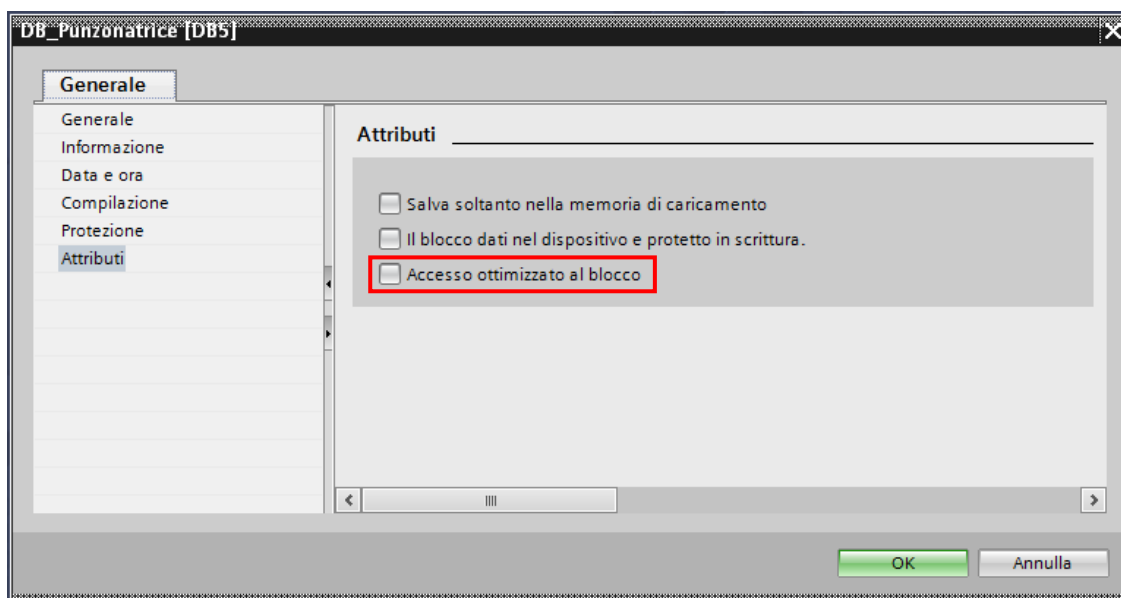 DB_Punzonatrice [DB5]
Generale
Generale
Informazione
Data e ora
Compilazione
Protezione
Attributi
Attributi
Salva soltanto nella memoria di caricamento
Il blocco dati nel dispositivo e protetto in scrittura.
Accesso ottimizzato al blocco
OK
Annulla